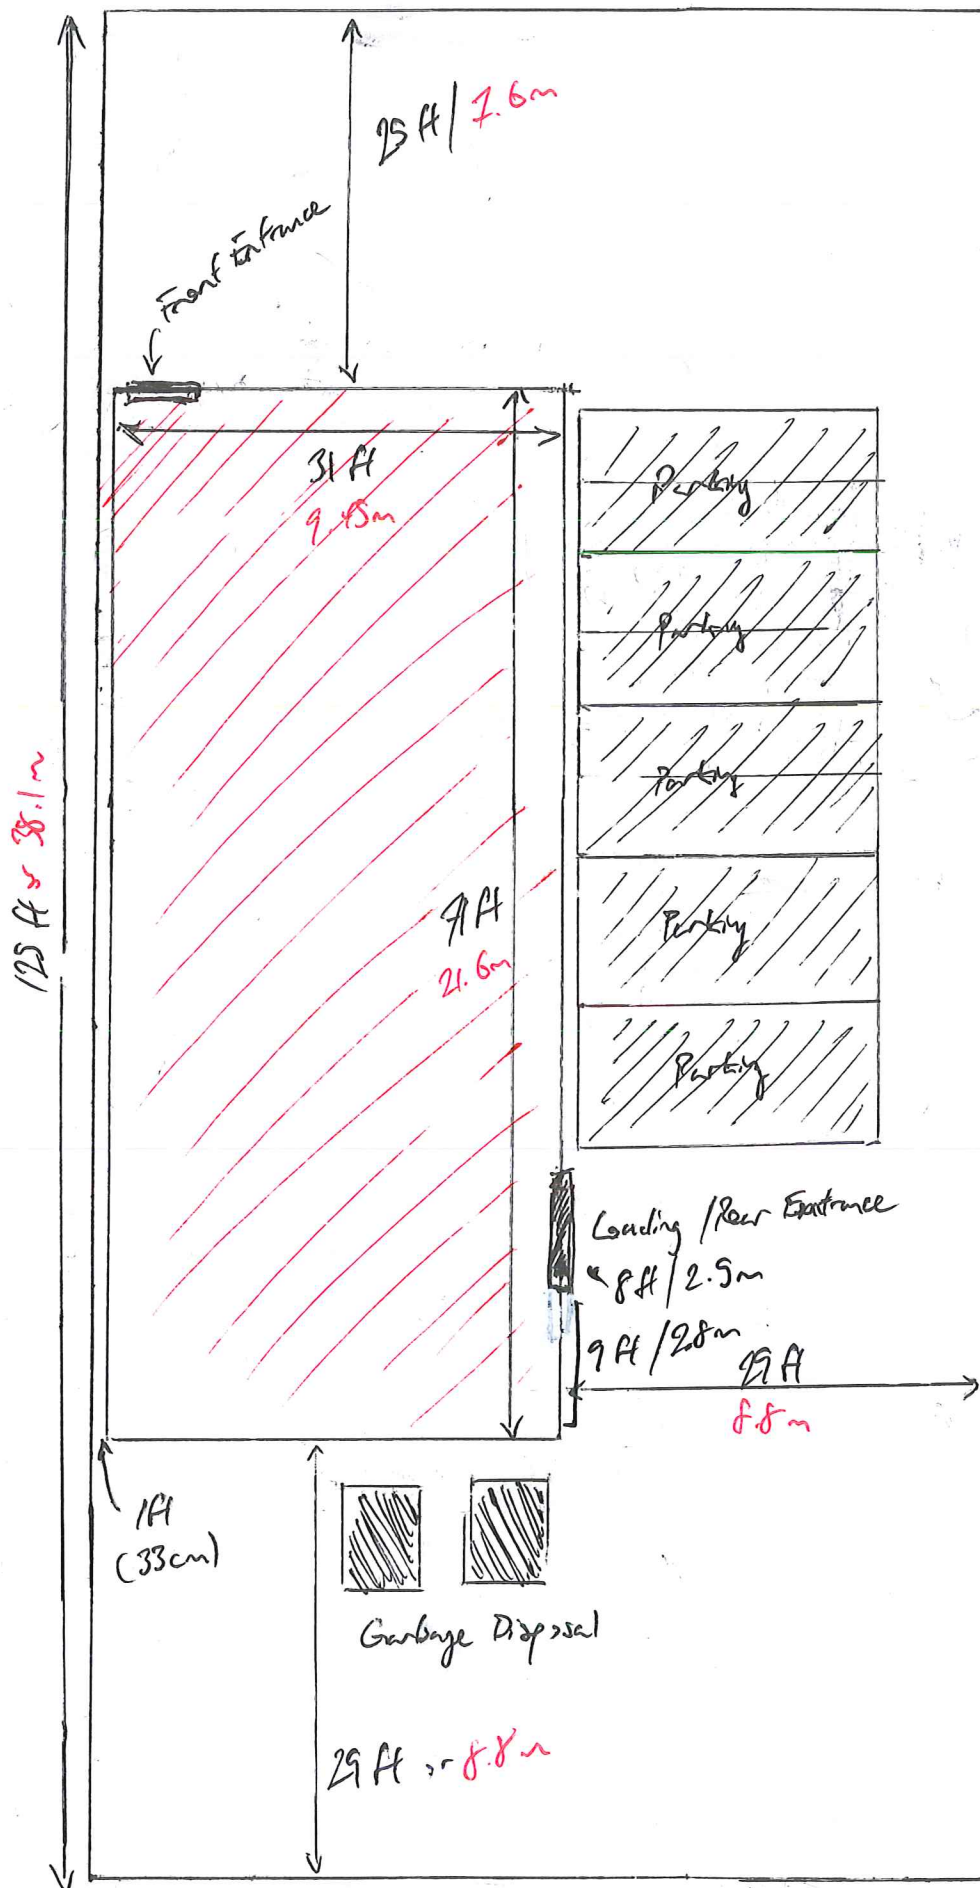 25 ft / 7.6m
Front Entrance
31 ft
9.45m
Parking
Parking
125 ft or 38.1m
Parking
Parking
71 ft
21.6m
Parking
Loading / Rear Entrance
8 ft / 2.5m
9 ft / 2.8m
29 ft
8.8m
1ft
(33cm)
Garbage Disposal
29 ft or 8.8m